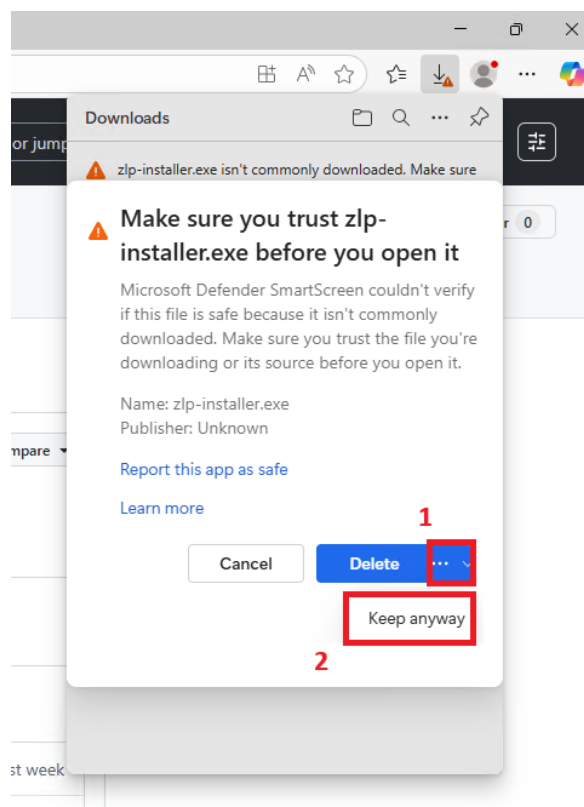 or jump
Downloads
zlp-installer.exe isn't commonly downloaded. Make sure
r 0
Make sure you trust zlp-
installer.exe before you open it
Microsoft Defender SmartScreen couldn't verify
if this file is safe because it isn't commonly
downloaded. Make sure you trust the file you're
downloading or its source before you open it.
Name: zlp-installer.exe
Publisher: Unknown
mpare
Report this app as safe
Learn more
1
Cancel
Delete
Keep anyway
2
st week